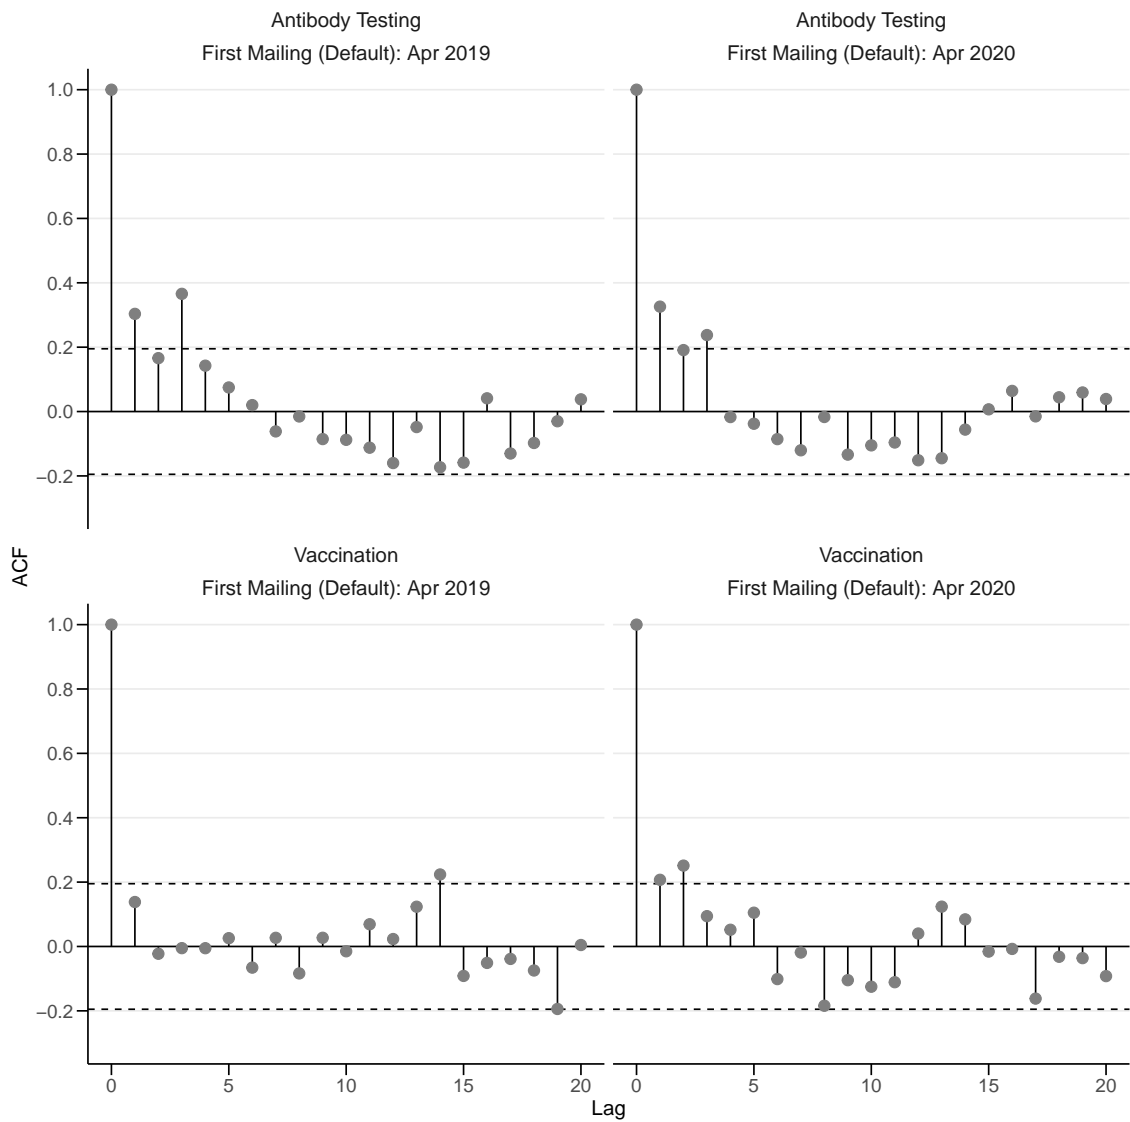 Antibody Testing
First Mailing (Default): Apr 2019
Antibody Testing
First Mailing (Default): Apr 2020
1.0
0.8
0.6
0.4
0.2
0.0
−0.2
ACF
Vaccination
First Mailing (Default): Apr 2019
Vaccination
First Mailing (Default): Apr 2020
1.0
0.8
0.6
0.4
0.2
0.0
−0.2
0 5 10 15 20
0 5 10 15 20
Lag